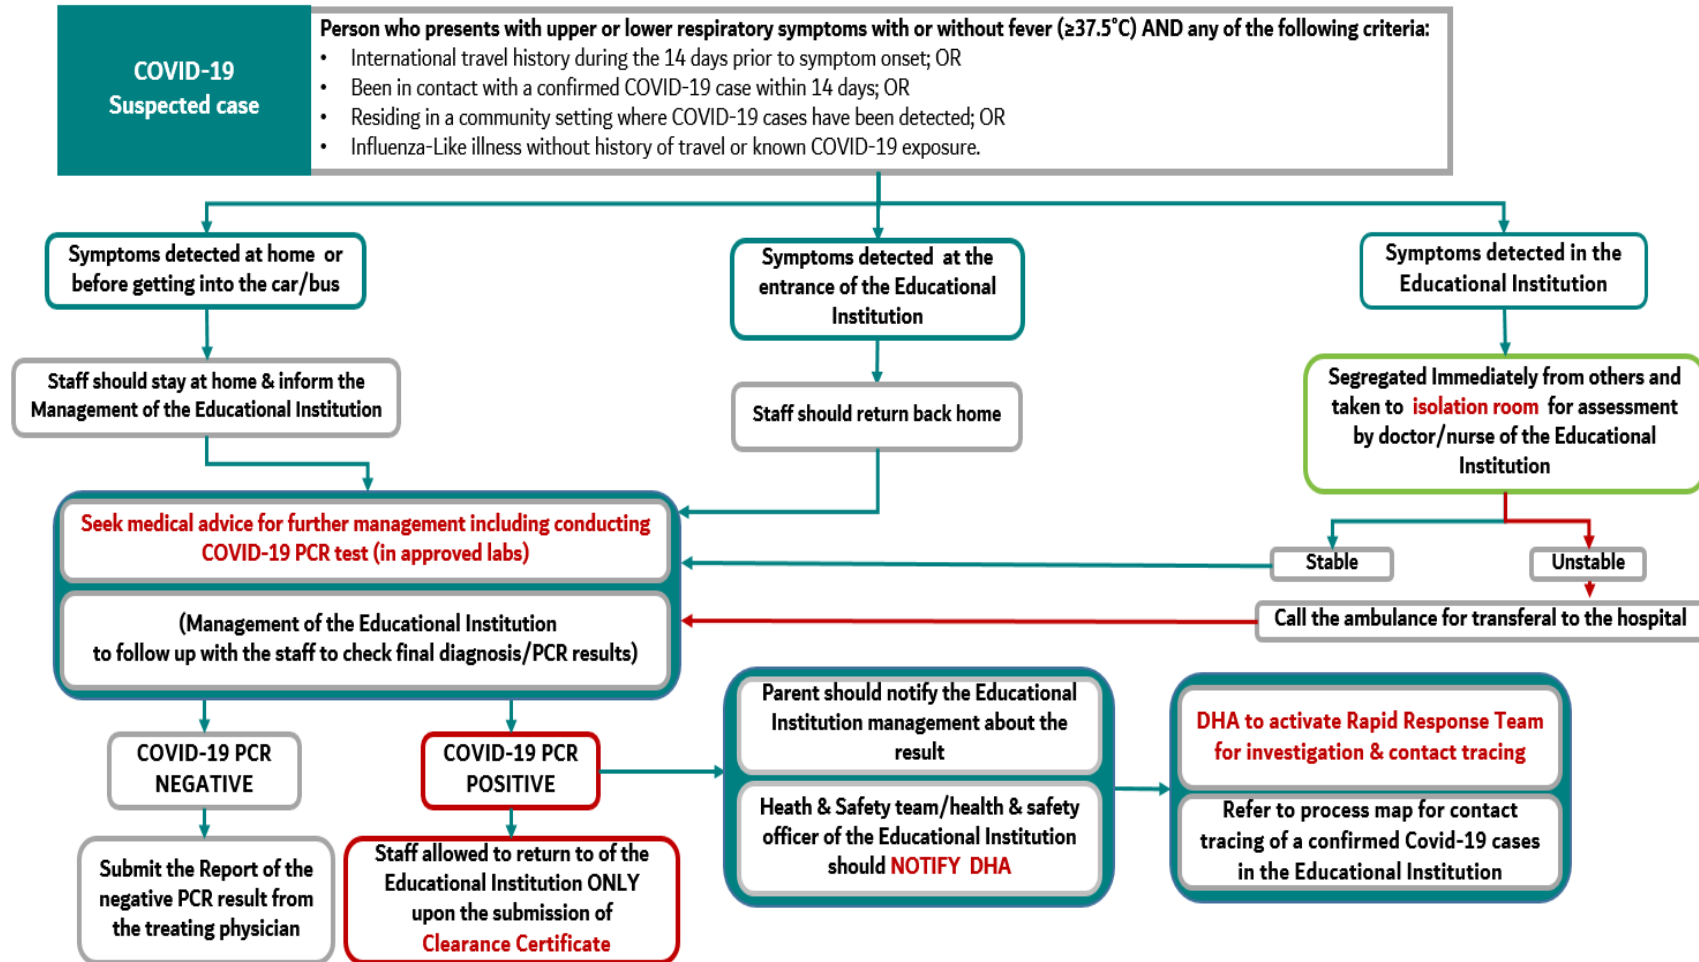 COVID-19
Suspected case
Person who presents with upper or lower respiratory symptoms with or without fever (≥37.5°C) AND any of the following criteria:
• International travel history during the 14 days prior to symptom onset; OR
• Been in contact with a confirmed COVID-19 case within 14 days; OR
• Residing in a community setting where COVID-19 cases have been detected; OR
• Influenza-Like illness without history of travel or known COVID-19 exposure.
Symptoms detected at home or
before getting into the car/bus
Symptoms detected at the
entrance of the Educational
Institution
Symptoms detected in the
Educational Institution
Staff should stay at home & inform the
Management of the Educational Institution
Staff should return back home
Segregated Immediately from others and
taken to isolation room for assessment
by doctor/nurse of the Educational
Institution
Seek medical advice for further management including conducting
COVID-19 PCR test (in approved labs)
Stable
Unstable
(Management of the Educational Institution
to follow up with the staff to check final diagnosis/PCR results)
Call the ambulance for transferal to the hospital
COVID-19 PCR
NEGATIVE
COVID-19 PCR
POSITIVE
Parent should notify the Educational
Institution management about the
result
Heath & Safety team/health & safety
officer of the Educational Institution
should NOTIFY DHA
DHA to activate Rapid Response Team
for investigation & contact tracing
Refer to process map for contact
tracing of a confirmed Covid-19 cases
in the Educational Institution
Submit the Report of the
negative PCR result from
the treating physician
Staff allowed to return to of the
Educational Institution ONLY
upon the submission of
Clearance Certificate